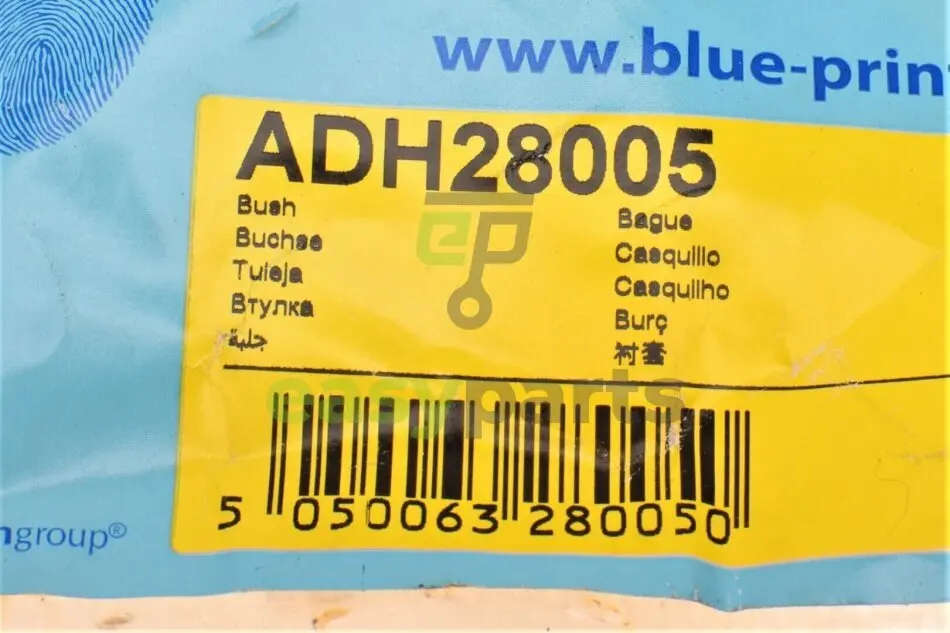 www.blue-prin
ADH28005
Bush
Buchse
Tuleja
Втулка
جلبة
Bague
Casquillo
Casquilho
Burç
衬套
ep
easyparts
5 050063 280050
ngroup®